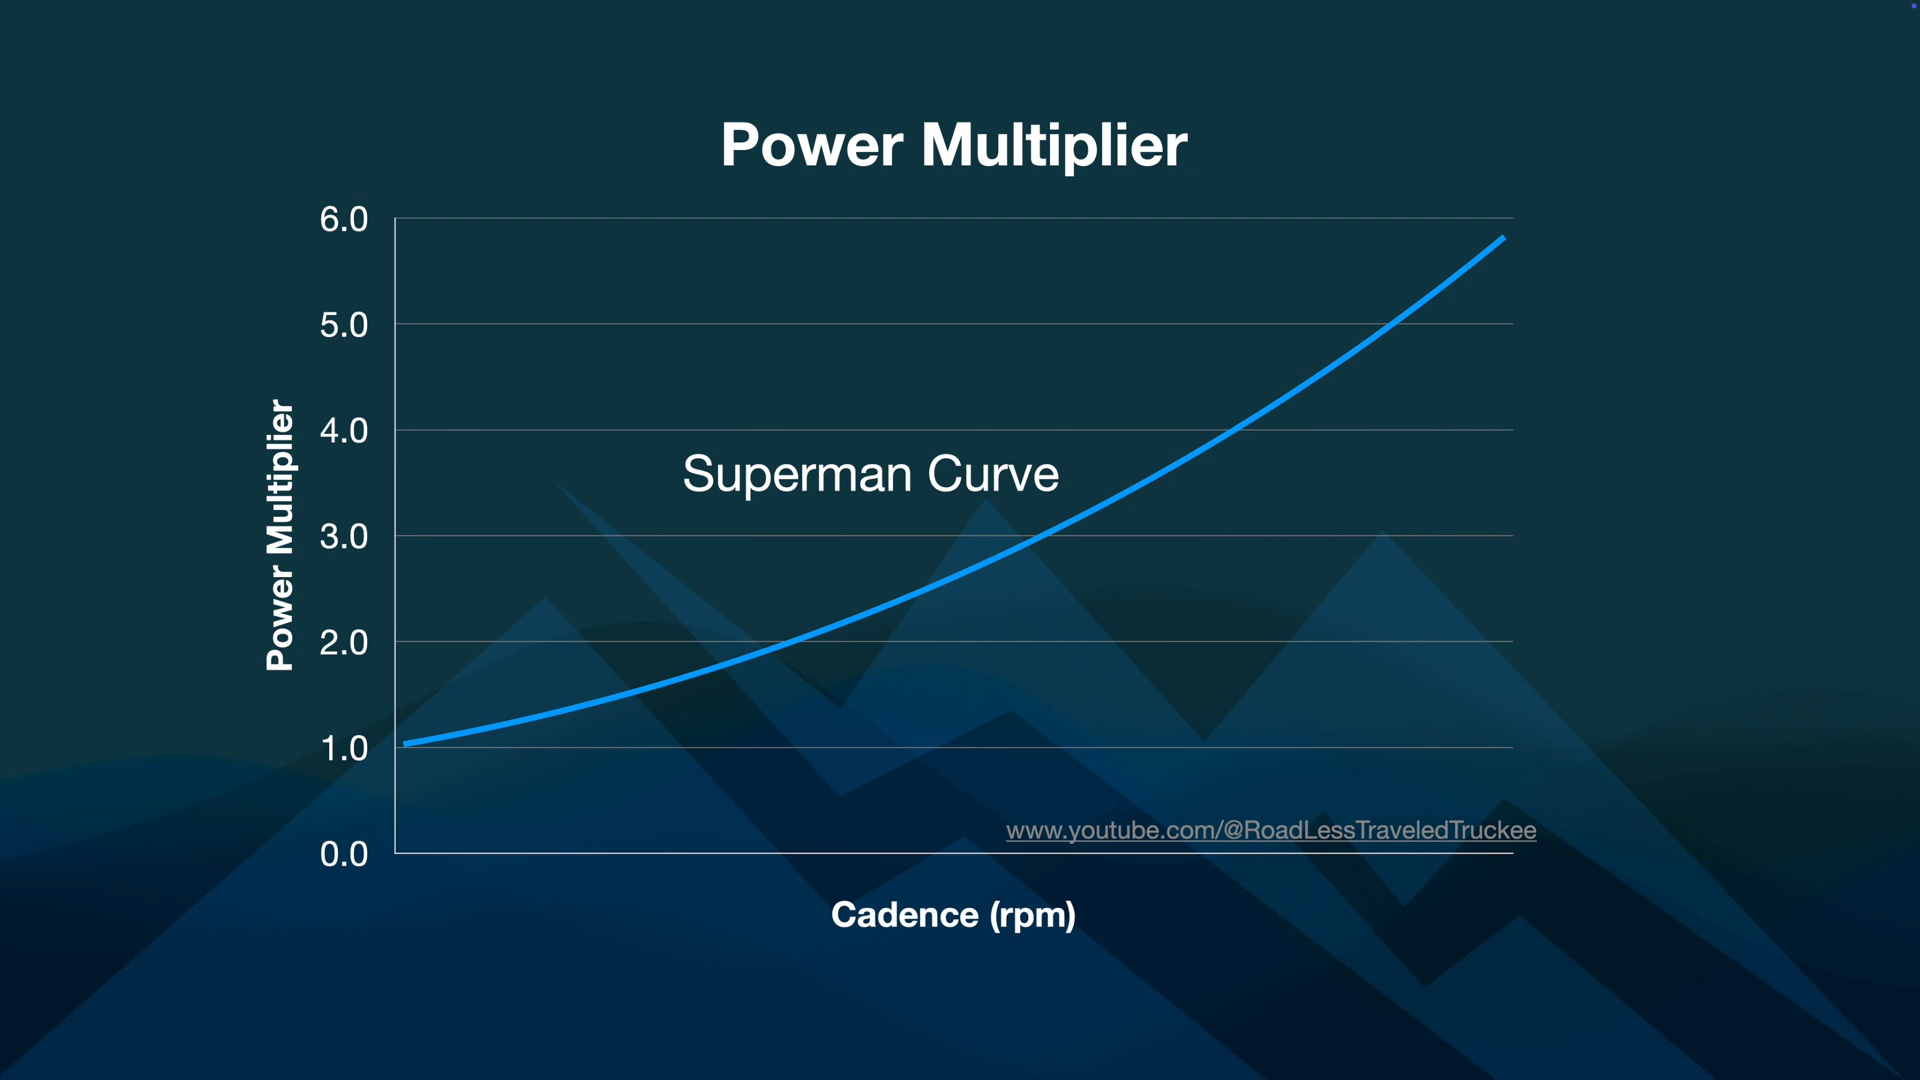 Power Multiplier
6.0
5.0
4.0
Superman Curve
Power Multiplier
3.0
2.0
1.0
www.youtube.com/@RoadLessTraveledTruckee
0.0
Cadence (rpm)